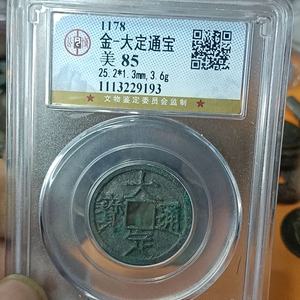 1178
金-大定通宝
美 85
25.2*1.3mm,3.6g
1113229193
★ 文物鉴定委员会监制 ★
大
寳 通
定